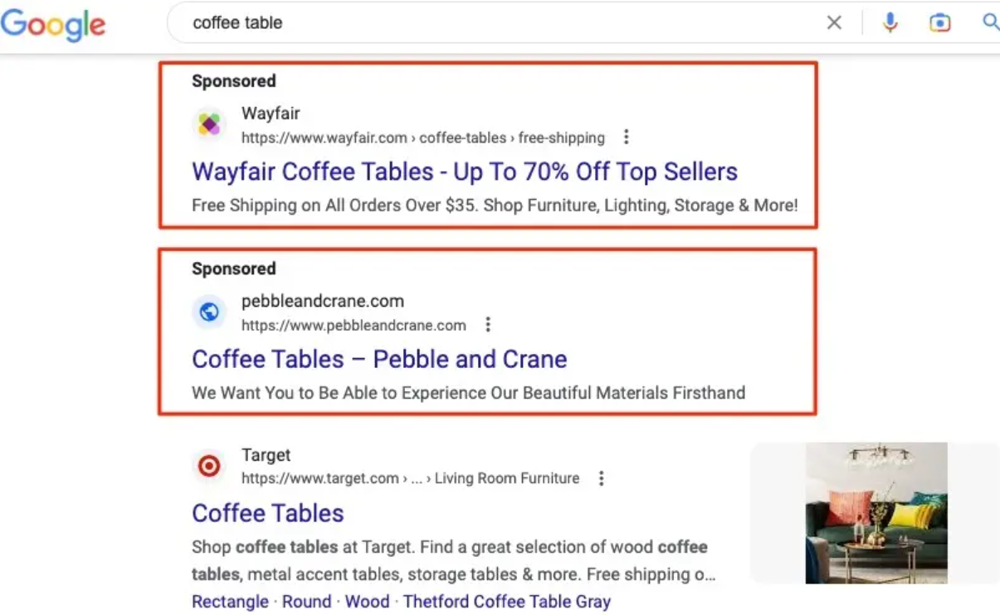 Google
coffee table
Sponsored
Wayfair
https://www.wayfair.com › coffee-tables › free-shipping
Wayfair Coffee Tables - Up To 70% Off Top Sellers
Free Shipping on All Orders Over $35. Shop Furniture, Lighting, Storage & More!
Sponsored
pebbleandcrane.com
https://www.pebbleandcrane.com
Coffee Tables – Pebble and Crane
We Want You to Be Able to Experience Our Beautiful Materials Firsthand
Target
https://www.target.com › ... › Living Room Furniture
Coffee Tables
Shop coffee tables at Target. Find a great selection of wood coffee
tables, metal accent tables, storage tables & more. Free shipping o...
Rectangle · Round · Wood · Thetford Coffee Table Gray